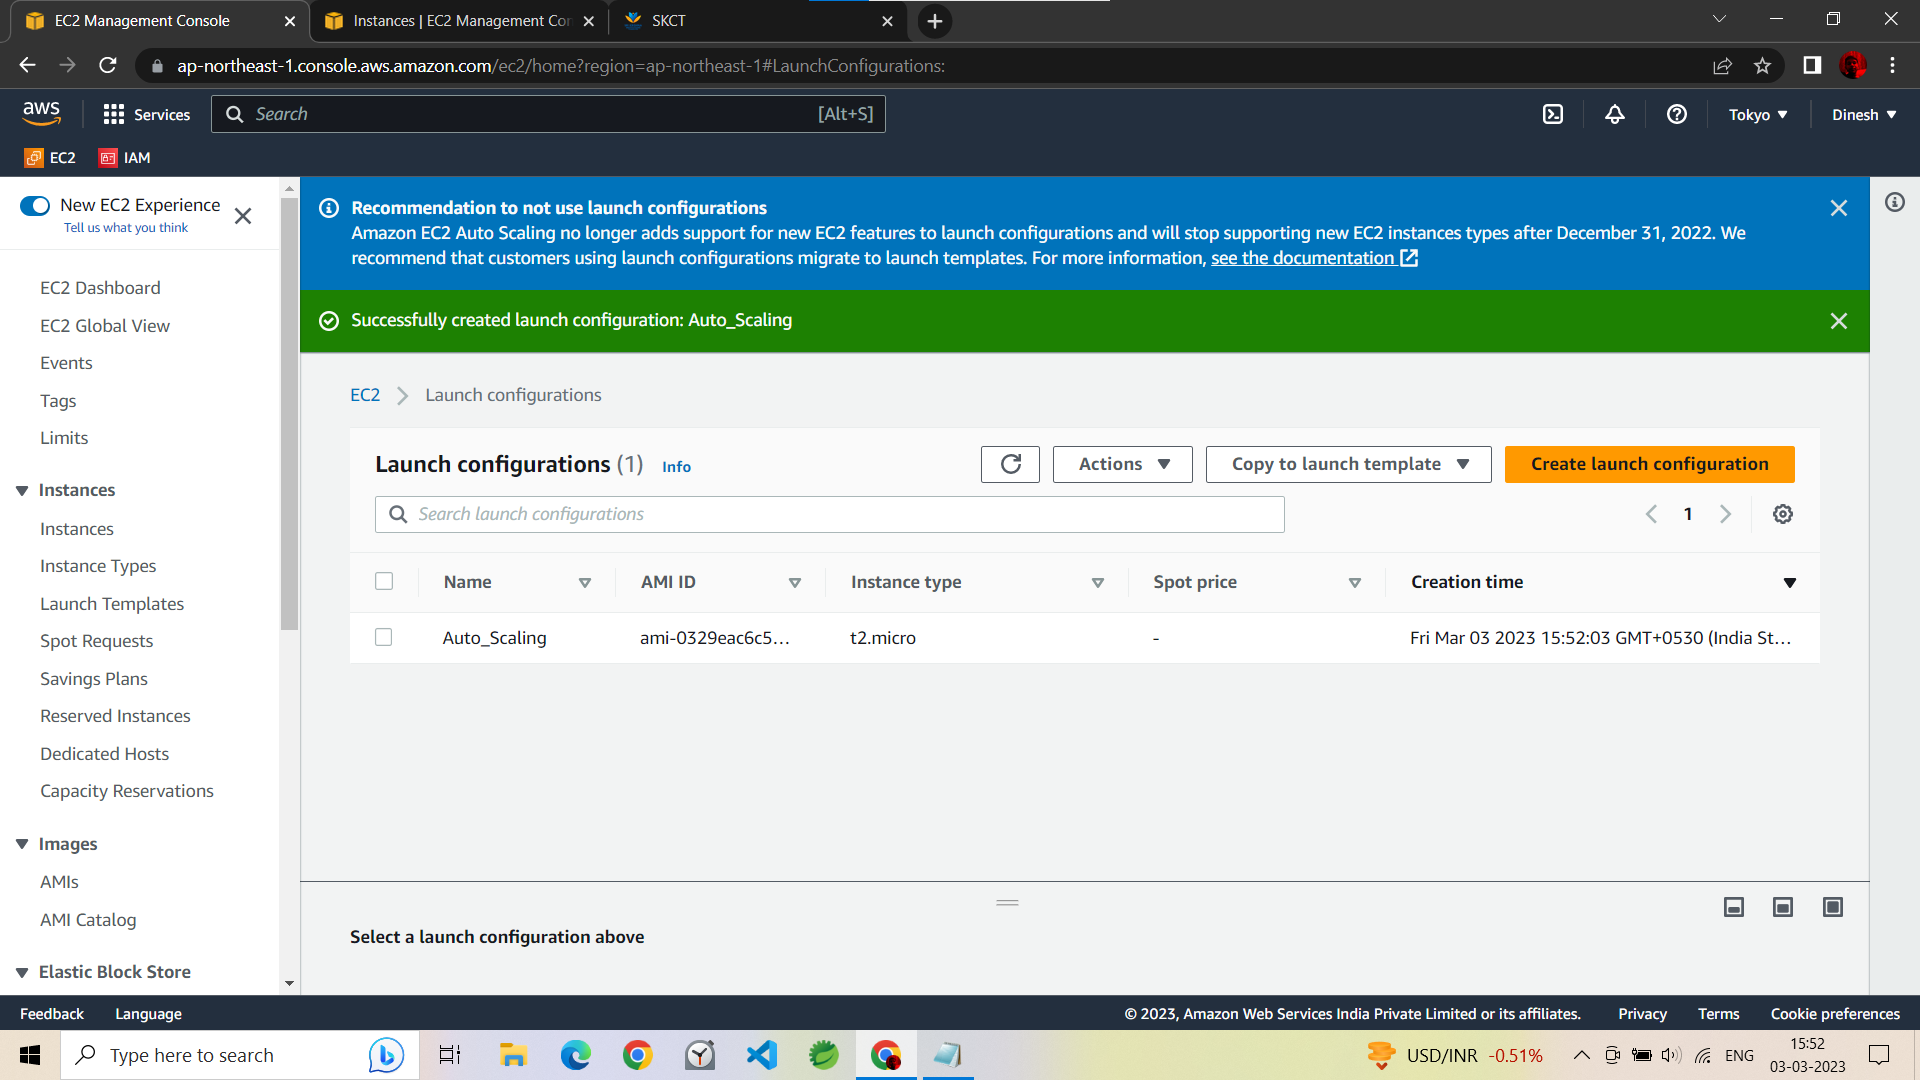 EC2 Management Console
Instances | EC2 Management Con
SKCT
ap-northeast-1.console.aws.amazon.com/ec2/home?region=ap-northeast-1#LaunchConfigurations:
aws
Services
Search
[Alt+S]
Tokyo
Dinesh
EC2
IAM
New EC2 Experience
Tell us what you think
EC2 Dashboard
EC2 Global View
Events
Tags
Limits
Instances
Instances
Instance Types
Launch Templates
Spot Requests
Savings Plans
Reserved Instances
Dedicated Hosts
Capacity Reservations
Images
AMIs
AMI Catalog
Elastic Block Store
Recommendation to not use launch configurations
Amazon EC2 Auto Scaling no longer adds support for new EC2 features to launch configurations and will stop supporting new EC2 instances types after December 31, 2022. We
recommend that customers using launch configurations migrate to launch templates. For more information, see the documentation
Successfully created launch configuration: Auto_Scaling
EC2 > Launch configurations
Launch configurations (1) Info
Actions
Copy to launch template
Create launch configuration
Search launch configurations
1
Name AMI ID Instance type Spot price Creation time
Auto_Scaling ami-0329eac6c5... t2.micro - Fri Mar 03 2023 15:52:03 GMT+0530 (India St...
Select a launch configuration above
Feedback Language
© 2023, Amazon Web Services India Private Limited or its affiliates. Privacy Terms Cookie preferences
Type here to search
USD/INR -0.51%
ENG
15:52
03-03-2023